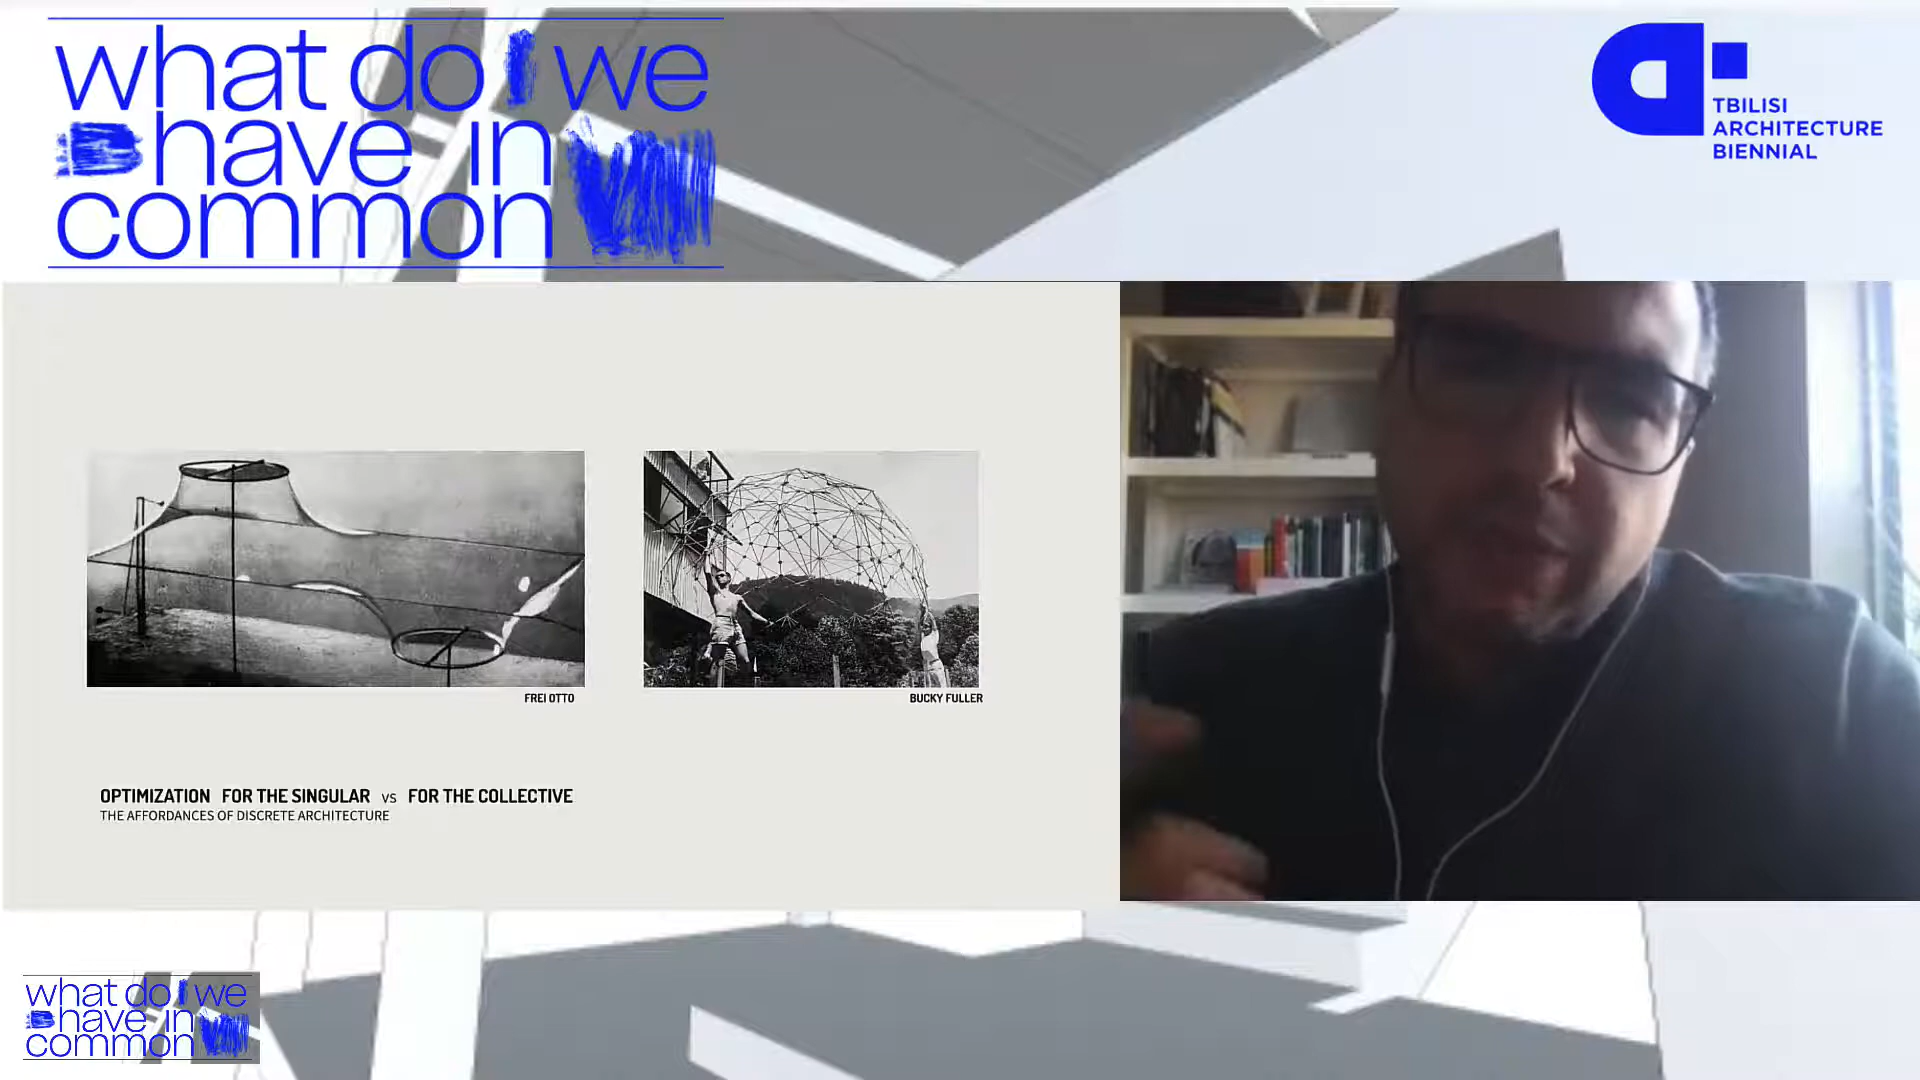 what do I we
have in
common
TBILISI
ARCHITECTURE
BIENNIAL
FREI OTTO
BUCKY FULLER
OPTIMIZATION FOR THE SINGULAR vs FOR THE COLLECTIVE
THE AFFORDANCES OF DISCRETE ARCHITECTURE
what do I we
have in
common